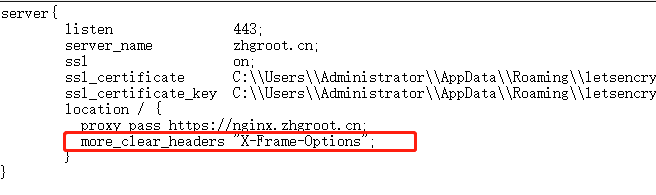 server{
listen 443;
server_name zhgroot.cn;
ssl on;
ssl_certificate C:\\Users\\Administrator\\AppData\\Roaming\\letsencry
ssl_certificate_key C:\\Users\\Administrator\\AppData\\Roaming\\letsencry
location / {
proxy_pass https://nginx.zhgroot.cn;
more_clear_headers "X-Frame-Options";
}
}